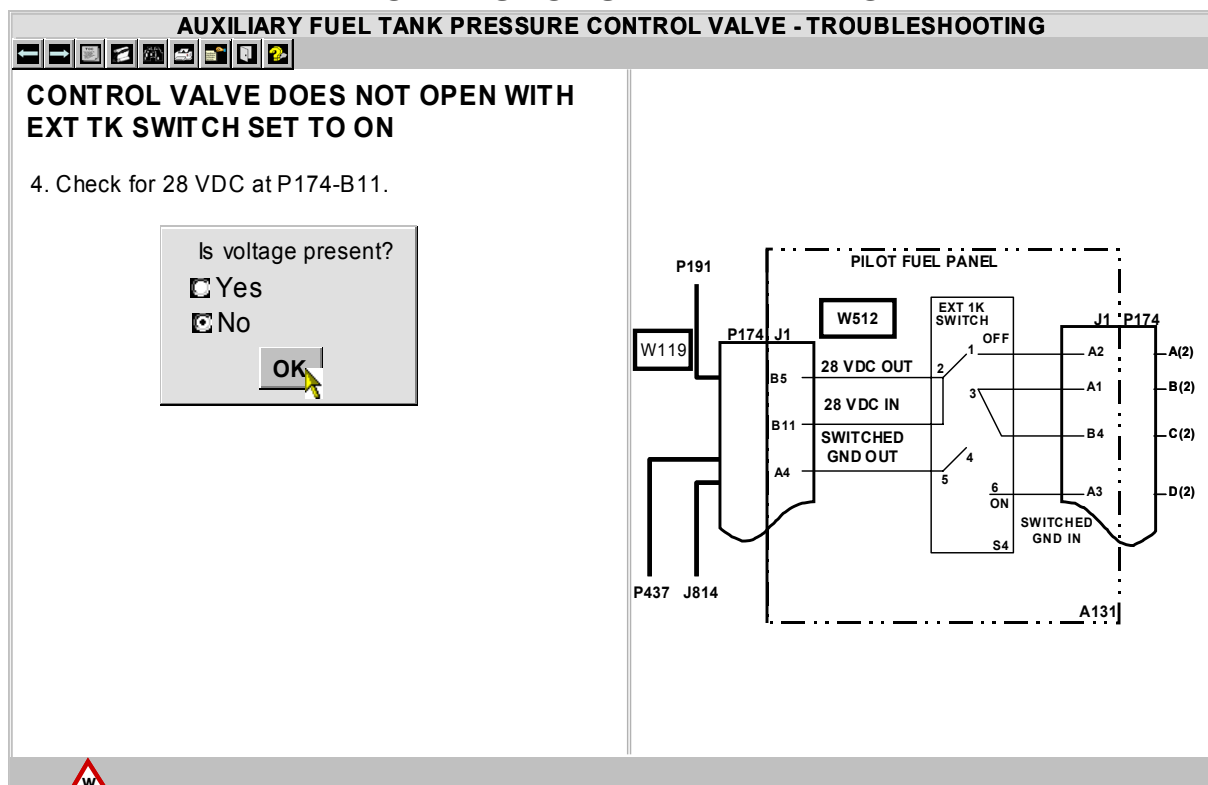 AUXILIARY FUEL TANK PRESSURE CONTROL VALVE - TROUBLESHOOTING
CONTROL VALVE DOES NOT OPEN WITH
EXT TK SWITCH SET TO ON
4. Check for 28 VDC at P174-B11.
Is voltage present?
Yes
No
OK
P191
PILOT FUEL PANEL
W512
EXT 1K
SWITCH
OFF
W119
P174 J1
J1 P174
1
A2
A(2)
B5
28 VDC OUT
2
3
A1
B(2)
28 VDC IN
B11
B4
C(2)
SWITCHED
GND OUT
A4
4
5
6
ON
A3
D(2)
SWITCHED
GND IN
S4
P437 J814
A131
W